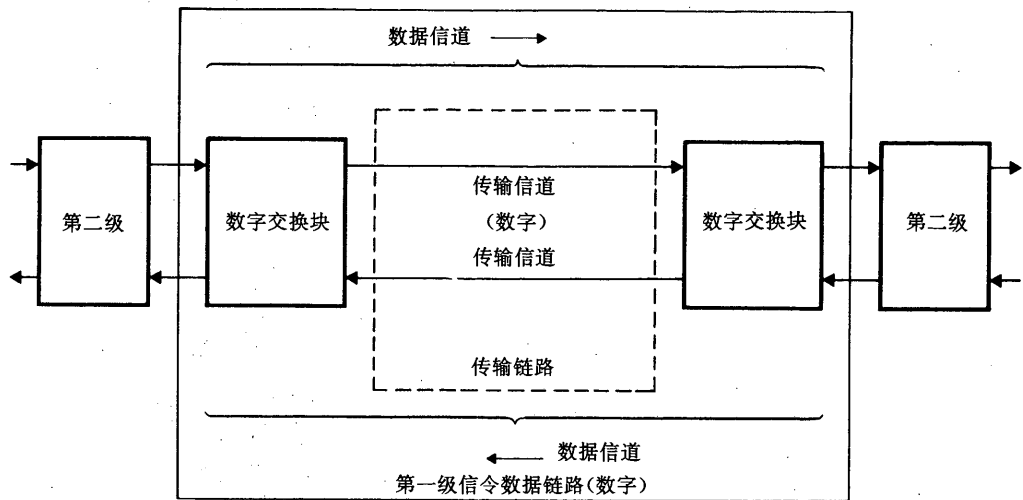 数据信道
第二级
数字交换块
传输信道
(数字)
传输信道
数字交换块
第二级
传输链路
数据信道
第一级信令数据链路(数字)